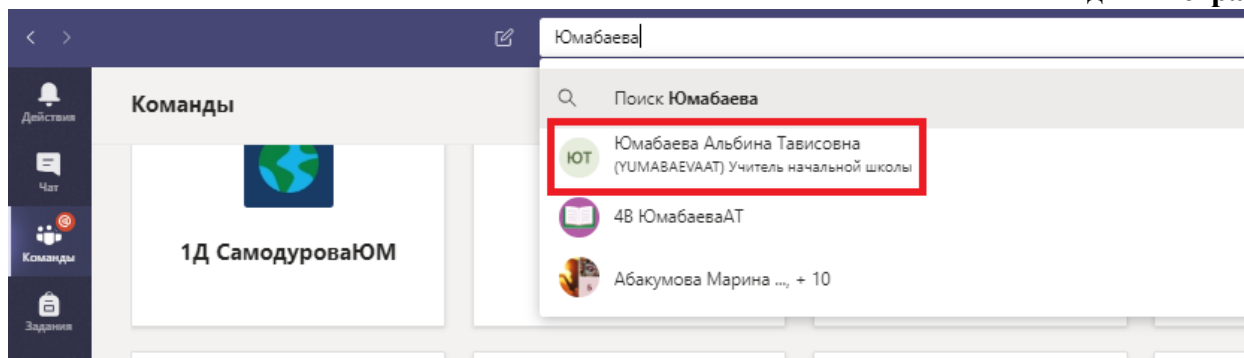 Юмабаева
Действия
Чат
Команды
Задания
Команды
1Д СамодуроваЮМ
Поиск Юмабаева
ЮТ
Юмабаева Альбина Тависовна
(YUMABAEVAAT) Учитель начальной школы
4В ЮмабаеваАТ
Абакумова Марина ..., + 10